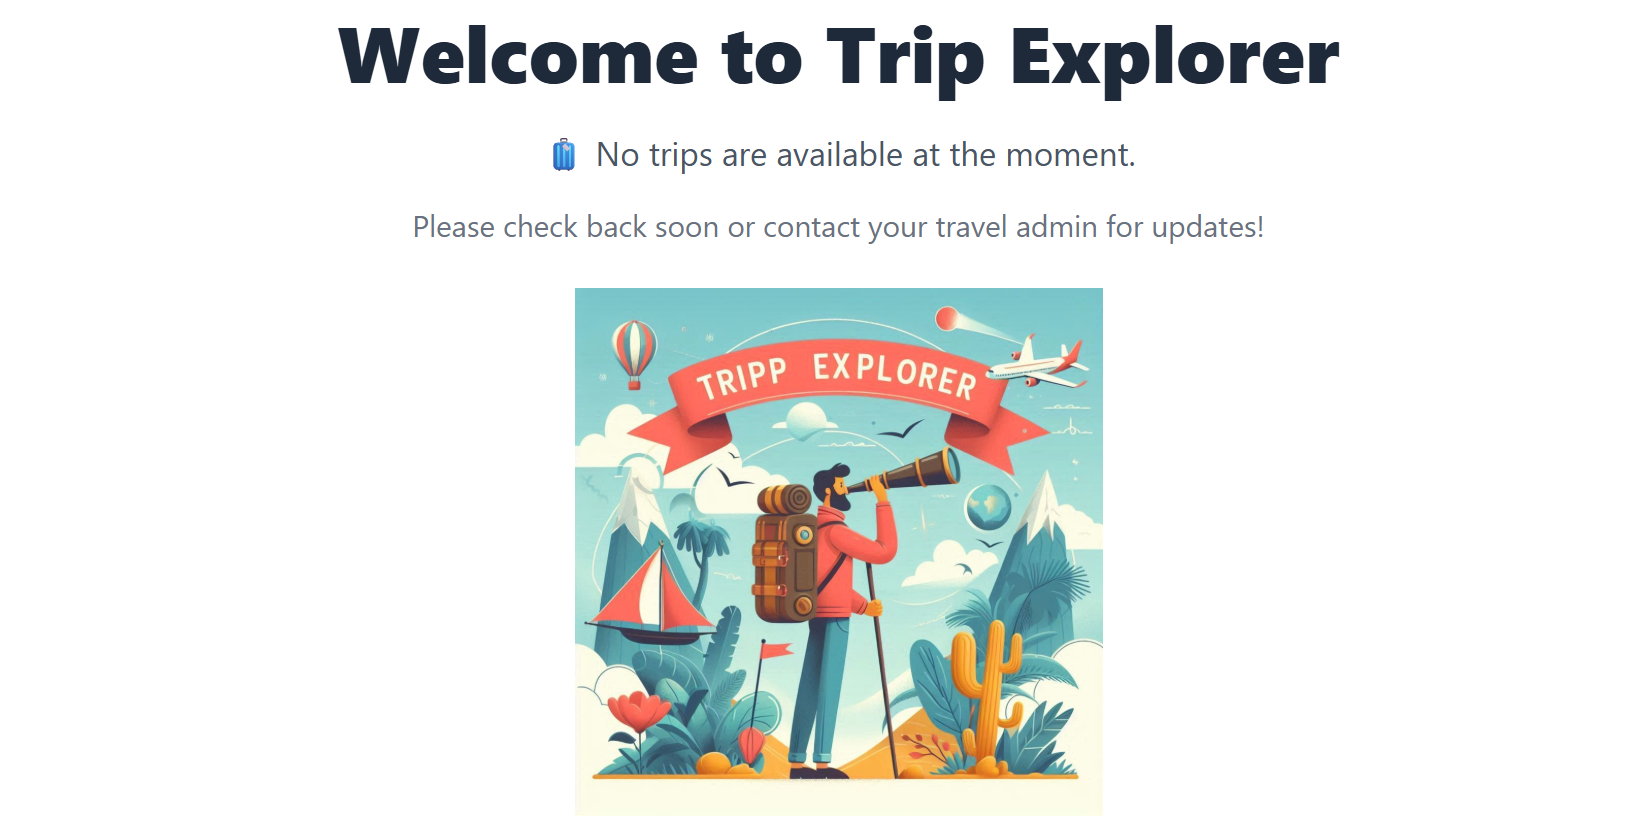 Welcome to Trip Explorer
🧳 No trips are available at the moment.
Please check back soon or contact your travel admin for updates!
TRIPP EXPLORER